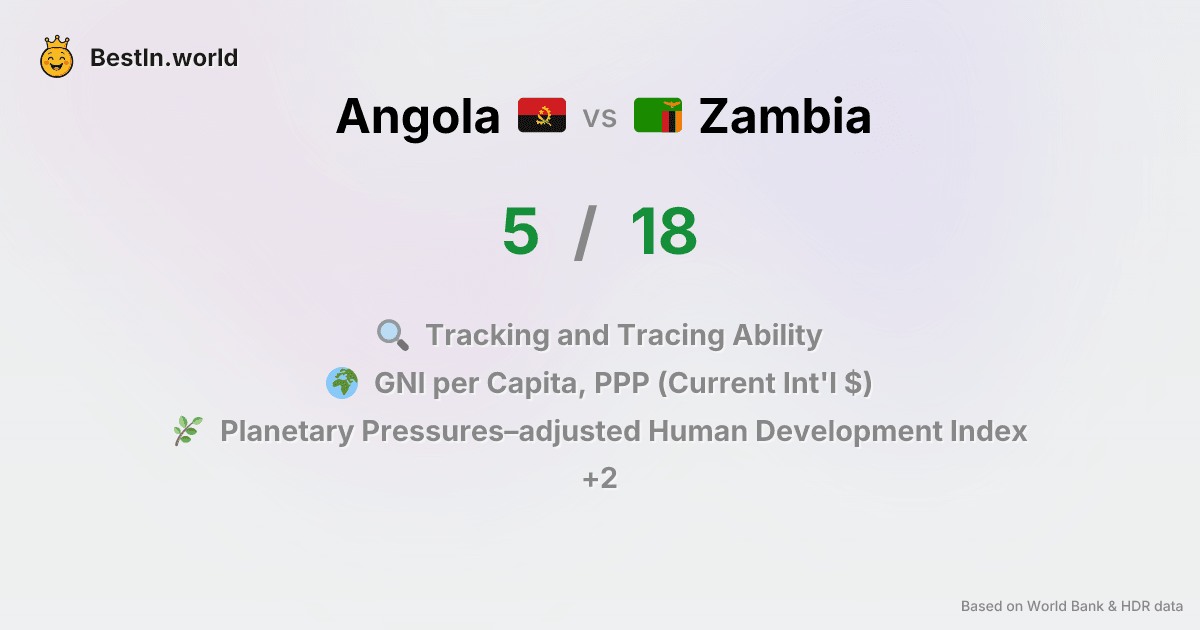 BestIn.world
Angola vs Zambia
5 / 18
Tracking and Tracing Ability
GNI per Capita, PPP (Current Int'l $)
Planetary Pressures–adjusted Human Development Index
+2
Based on World Bank & HDR data